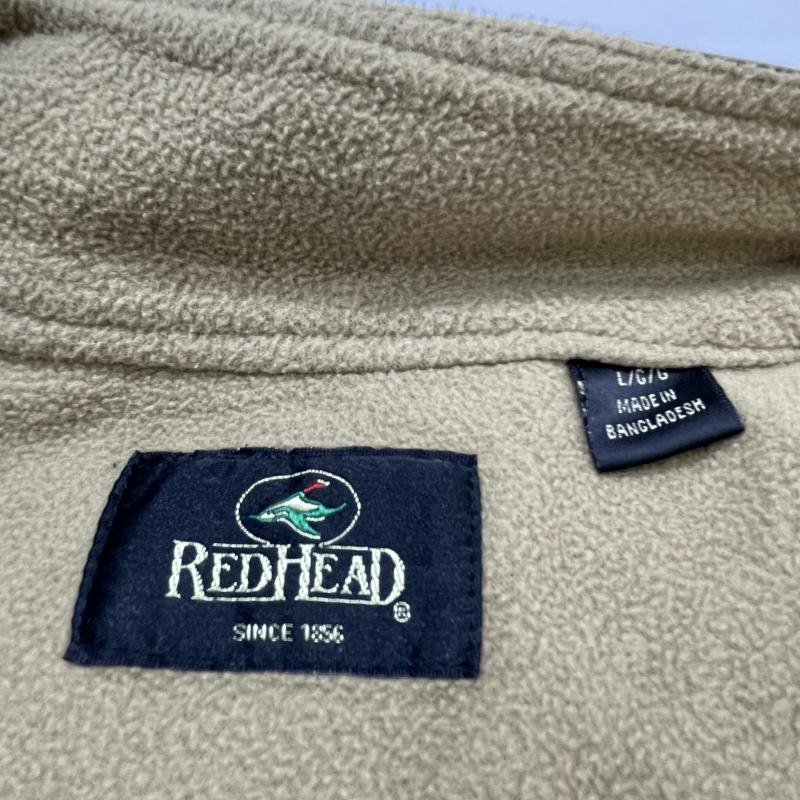 L/G/G
MADE IN
BANGLADESH
REDHEAD®
SINCE 1856